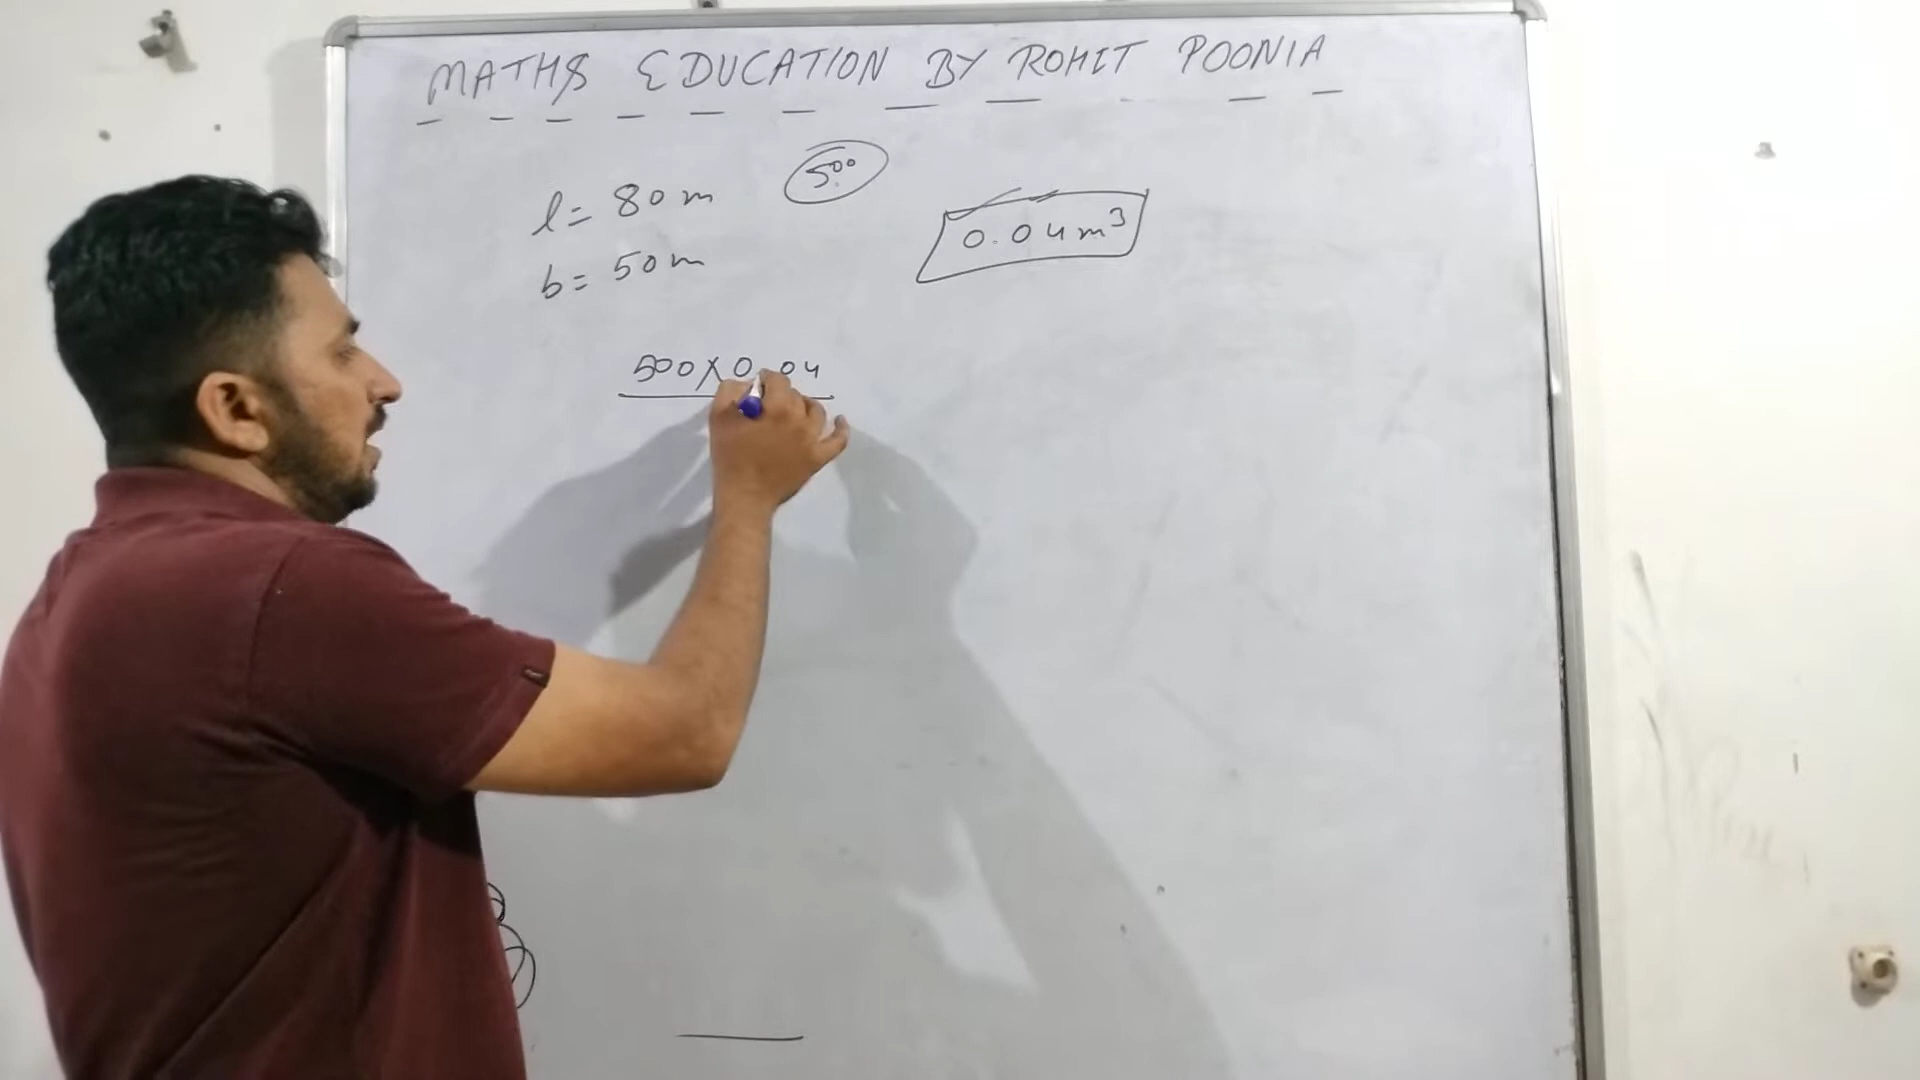 MATHS EDUCATION BY ROHIT POONIA
l = 80 m
500
0.04 m³
b = 50 m
500 X 0.04